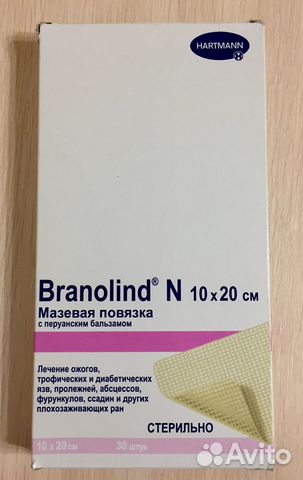 HARTMANN
Branolind® N 10 x 20 см
Мазевая повязка
с перуанским бальзамом
Лечение ожогов,
трофических и диабетических
язв, пролежней, абсцессов,
фурункулов, ссадин и других
плохозаживающих ран
СТЕРИЛЬНО
10 x 20 см 30 штук
Avito